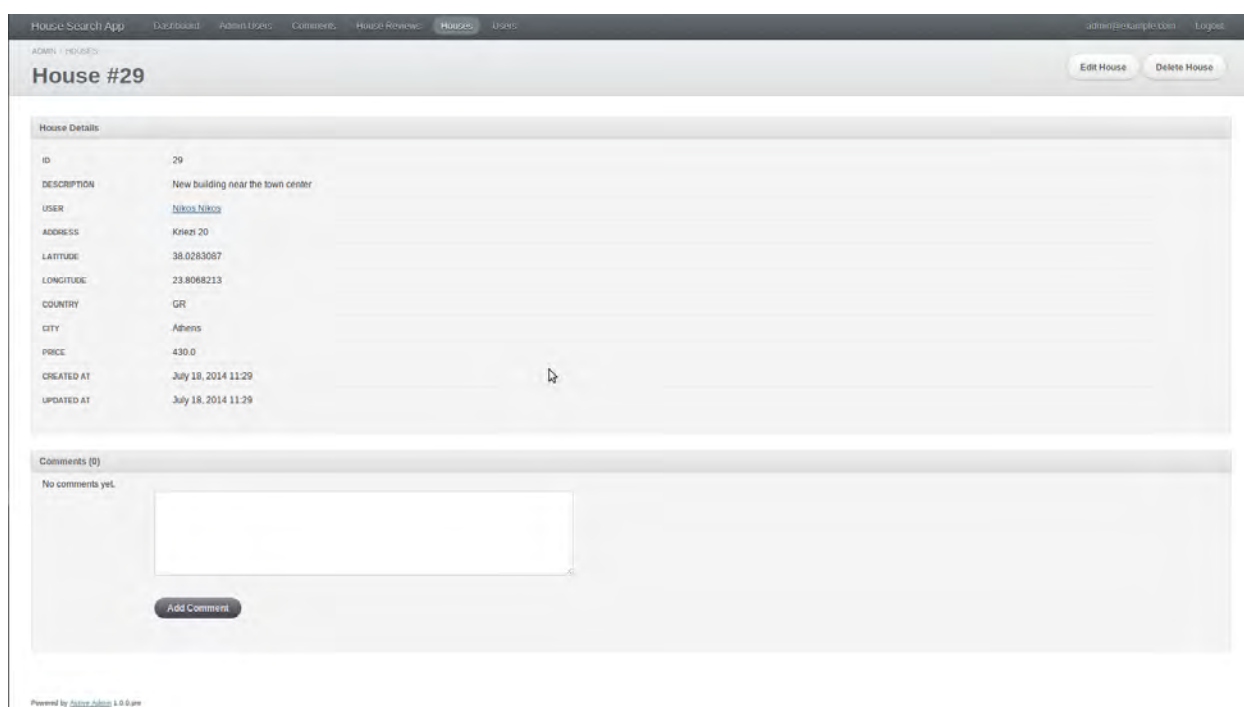 House Search App Dashboard Admin Users Comments House Reviews Houses Users admin@example.com Logout
ADMIN / HOUSES
House #29
Edit House Delete House
House Details
ID 29
DESCRIPTION New building near the town center
USER Nikos Nikos
ADDRESS Kriezi 20
LATITUDE 38.0283087
LONGITUDE 23.8068213
COUNTRY GR
CITY Athens
PRICE 430.0
CREATED AT July 18, 2014 11:29
UPDATED AT July 18, 2014 11:29
Comments (0)
No comments yet.
Add Comment
Powered by Active Admin 1.0.0.pre